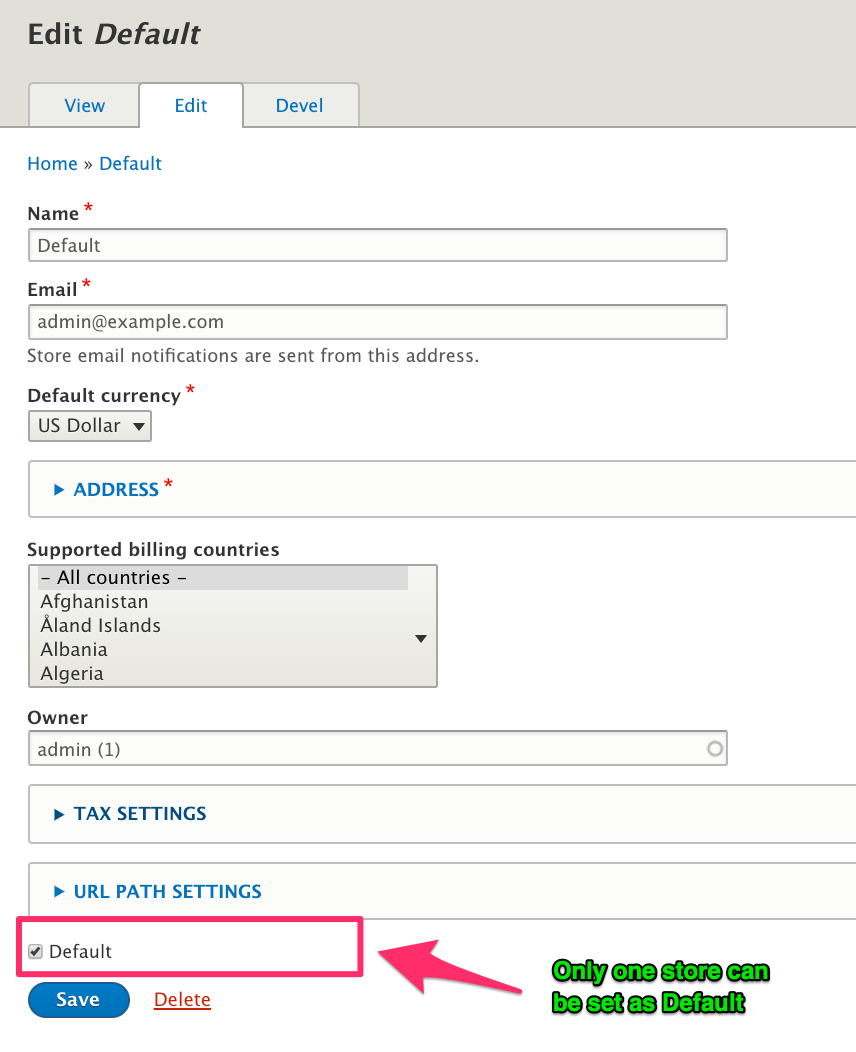 Edit Default
View Edit Devel
Home » Default
Name *
Default
Email *
admin@example.com
Store email notifications are sent from this address.
Default currency *
US Dollar
ADDRESS *
Supported billing countries
– All countries –
Afghanistan
Åland Islands
Albania
Algeria
Owner
admin (1)
TAX SETTINGS
URL PATH SETTINGS
Default
Only one store can
be set as Default
Save Delete